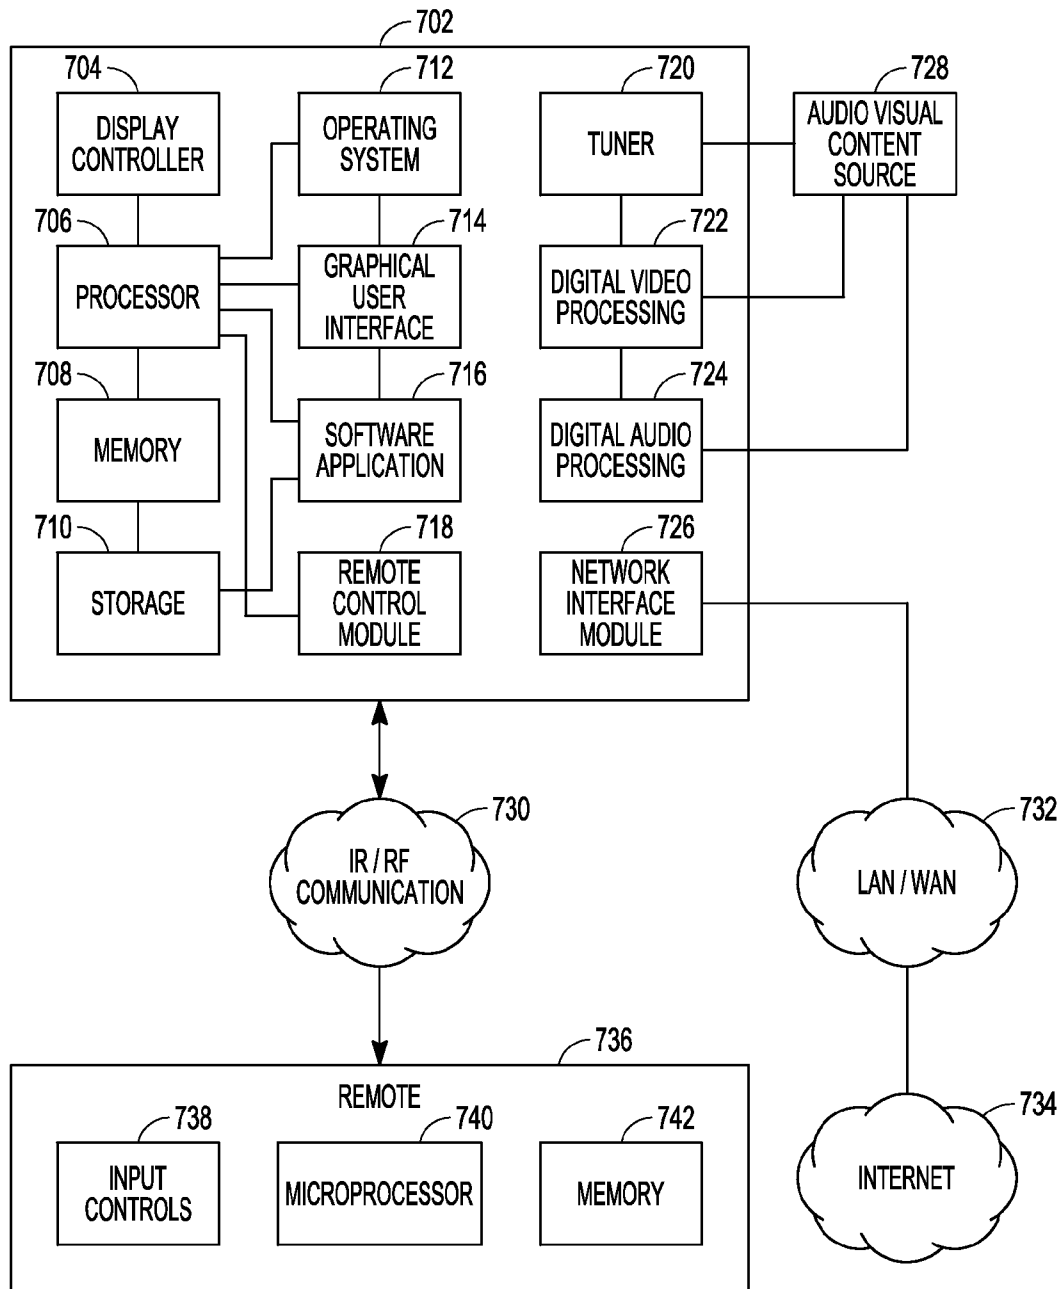 702
704
712
720
728
DISPLAY
CONTROLLER
OPERATING
SYSTEM
TUNER
AUDIO VISUAL
CONTENT
SOURCE
706
714
722
PROCESSOR
GRAPHICAL
USER
INTERFACE
DIGITAL VIDEO
PROCESSING
708
716
724
MEMORY
SOFTWARE
APPLICATION
DIGITAL AUDIO
PROCESSING
710
718
726
STORAGE
REMOTE
CONTROL
MODULE
NETWORK
INTERFACE
MODULE
730
732
IR / RF
COMMUNICATION
LAN / WAN
736
REMOTE
734
738
740
742
INPUT
CONTROLS
MICROPROCESSOR
MEMORY
INTERNET